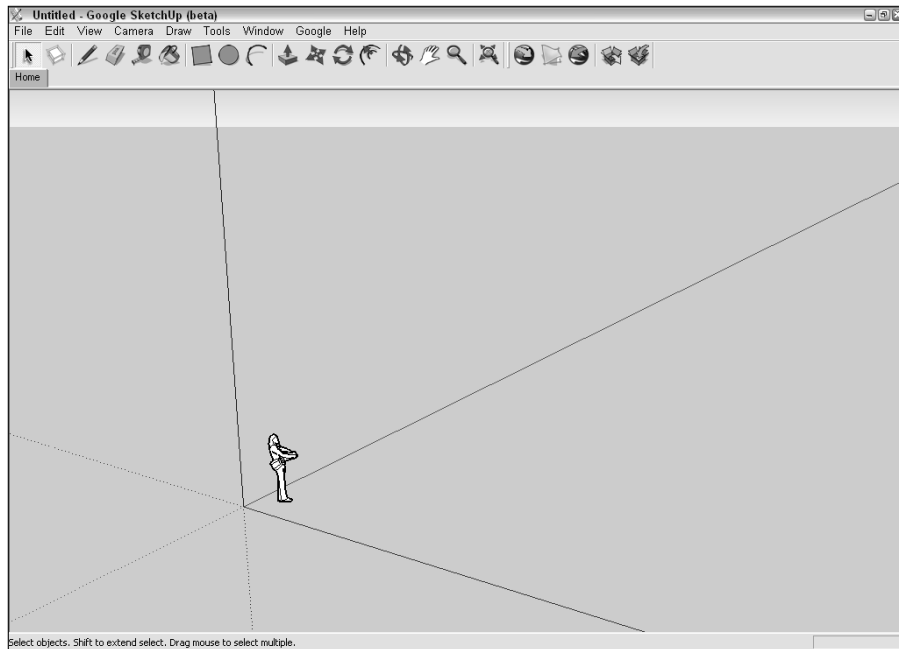 Untitled - Google SketchUp (beta)
File Edit View Camera Draw Tools Window Google Help
Home
Select objects. Shift to extend select. Drag mouse to select multiple.